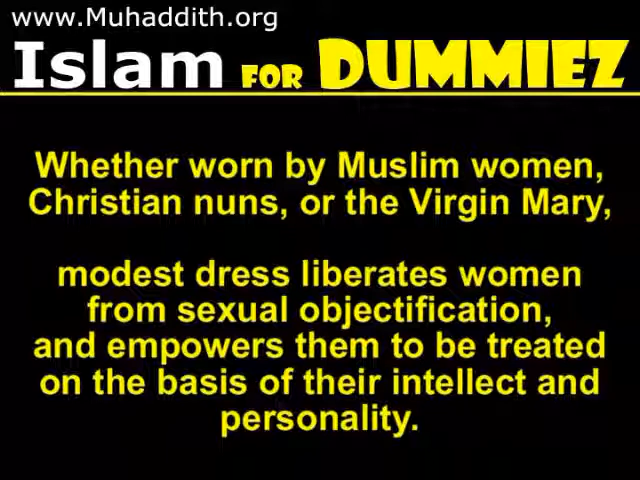 www.Muhaddith.org
Islam FOR DUMMIEZ
Whether worn by Muslim women,
Christian nuns, or the Virgin Mary,
modest dress liberates women
from sexual objectification,
and empowers them to be treated
on the basis of their intellect and
personality.